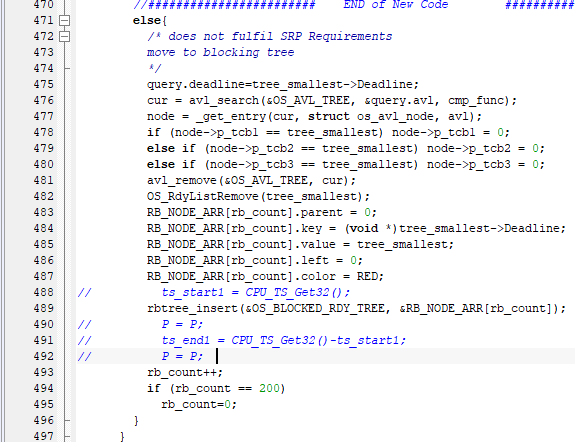 470 //######################## END of New Code ##########
471 else{
472 /* does not fulfil SRP Requirements
473 move to blocking tree
474 */
475 query.deadline=tree_smallest->Deadline;
476 cur = avl_search(&OS_AVL_TREE, &query.avl, cmp_func);
477 node = _get_entry(cur, struct os_avl_node, avl);
478 if (node->p_tcb1 == tree_smallest) node->p_tcb1 = 0;
479 else if (node->p_tcb2 == tree_smallest) node->p_tcb2 = 0;
480 else if (node->p_tcb3 == tree_smallest) node->p_tcb3 = 0;
481 avl_remove(&OS_AVL_TREE, cur);
482 OS_RdyListRemove(tree_smallest);
483 RB_NODE_ARR[rb_count].parent = 0;
484 RB_NODE_ARR[rb_count].key = (void *)tree_smallest->Deadline;
485 RB_NODE_ARR[rb_count].value = tree_smallest;
486 RB_NODE_ARR[rb_count].left = 0;
487 RB_NODE_ARR[rb_count].color = RED;
488 // ts_start1 = CPU_TS_Get32();
489 rbtree_insert(&OS_BLOCKED_RDY_TREE, &RB_NODE_ARR[rb_count]);
490 // P = P;
491 // ts_end1 = CPU_TS_Get32()-ts_start1;
492 // P = P;
493 rb_count++;
494 if (rb_count == 200)
495 rb_count=0;
496 }
497 }